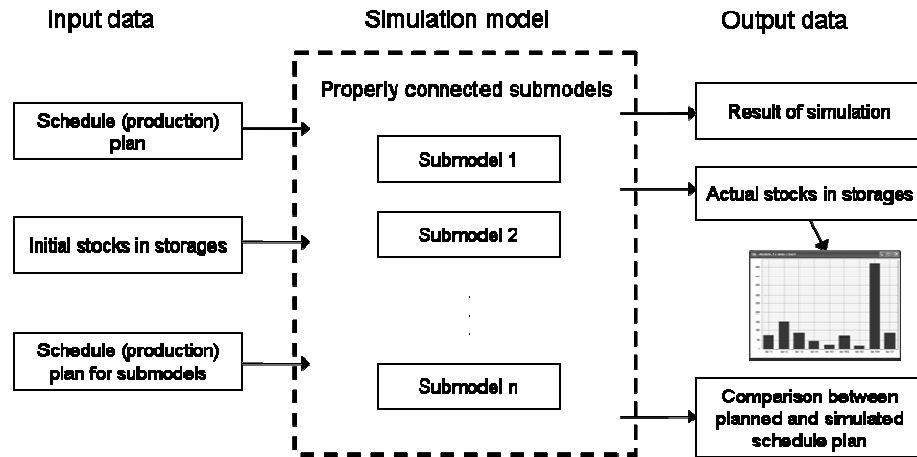 Input data
Simulation model
Output data
Properly connected submodels
Schedule (production)
plan
Initial stocks in storages
Schedule (production)
plan for submodels
Submodel 1
Submodel 2
Submodel n
Result of simulation
Actual stocks in storages
Comparison between
planned and simulated
schedule plan